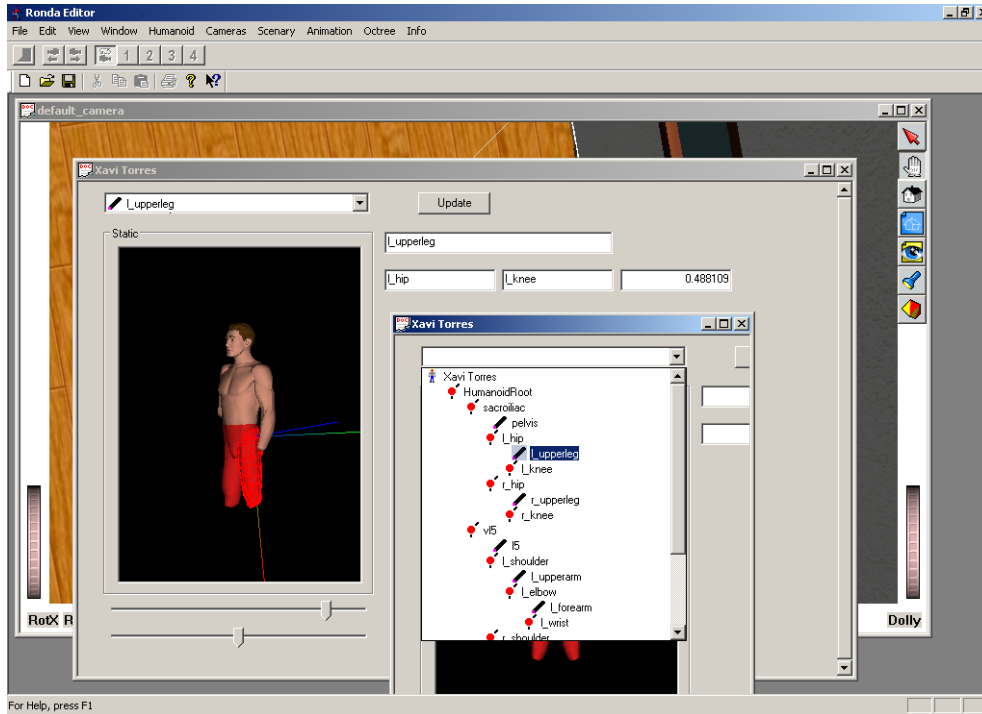 Ronda Editor
File Edit View Window Humanoid Cameras Scenary Animation Octree Info
1 2 3 4
default_camera
Xavi Torres
l_upperleg
Update
Static
l_upperleg
l_hip l_knee 0.488109
Xavi Torres
Xavi Torres
HumanoidRoot
sacroiliac
pelvis
l_hip
l_upperleg
l_knee
r_hip
r_upperleg
r_knee
vl5
l5
l_shoulder
l_upperarm
l_elbow
l_forearm
l_wrist
r_shoulder
RotX R
Dolly
For Help, press F1